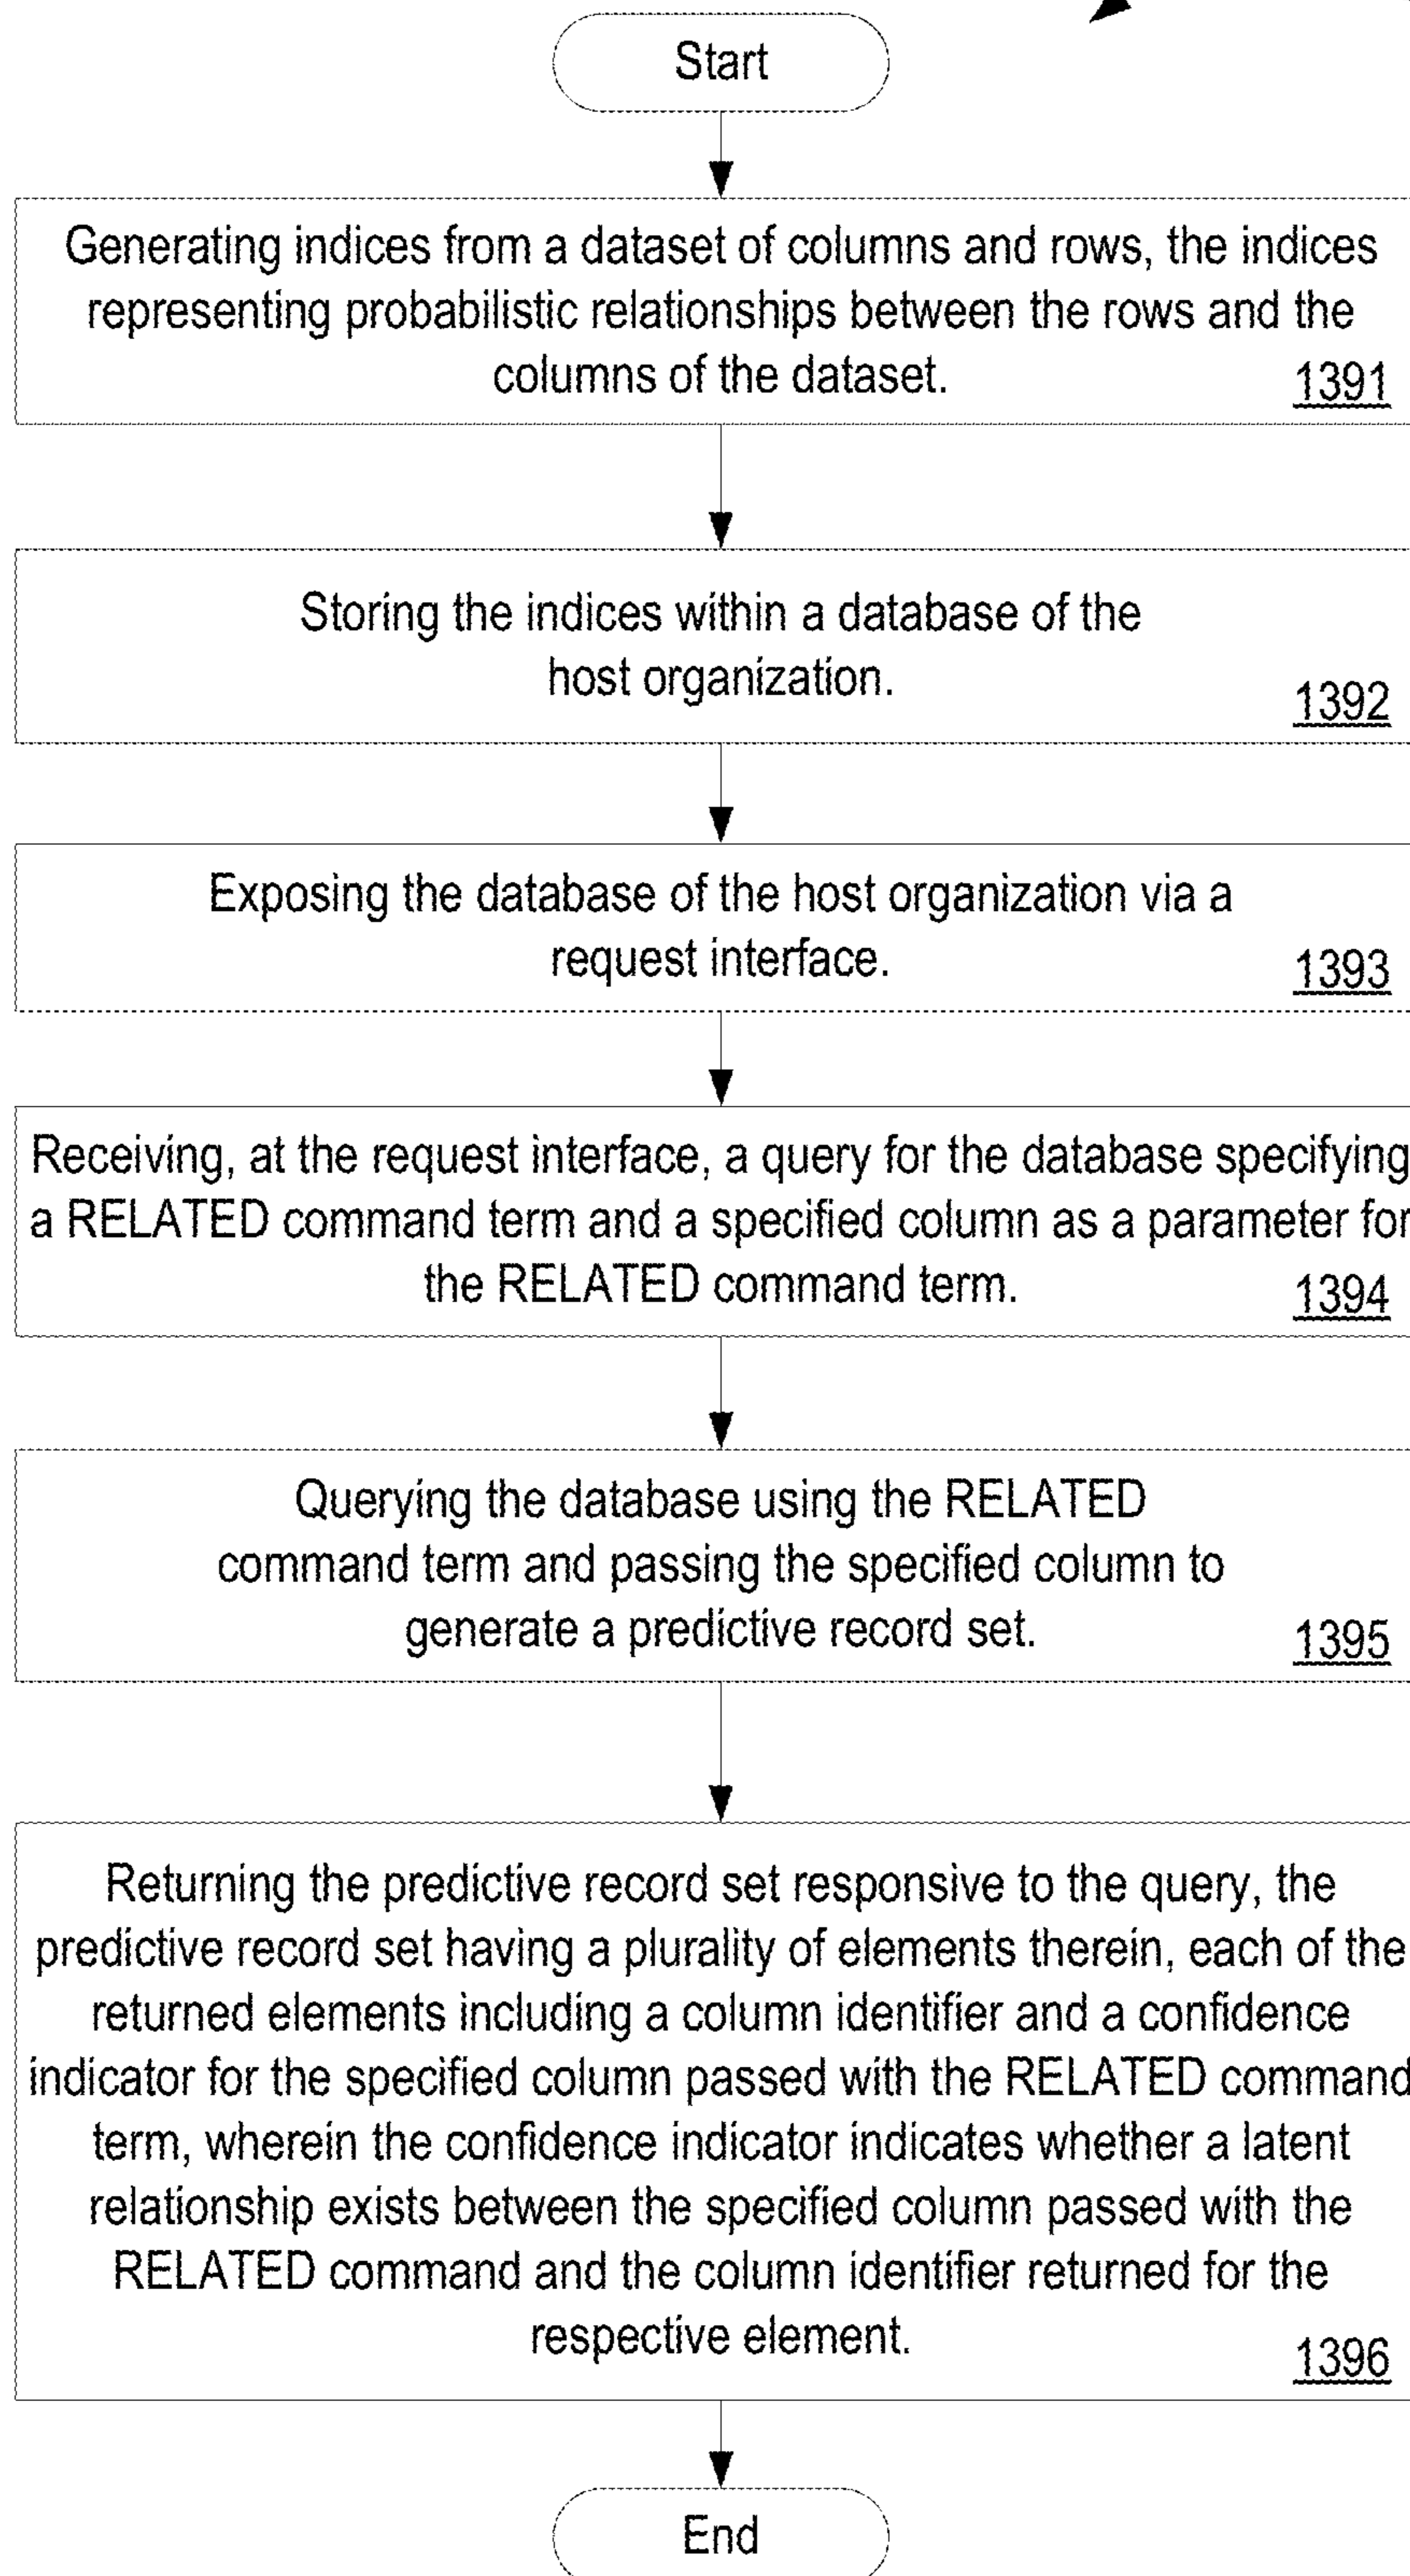 Start
Generating indices from a dataset of columns and rows, the indices
representing probabilistic relationships between the rows and the
columns of the dataset.
1391
Storing the indices within a database of the
host organization.
1392
Exposing the database of the host organization via a
request interface.
1393
Receiving, at the request interface, a query for the database specifying
a RELATED command term and a specified column as a parameter for
the RELATED command term.
1394
Querying the database using the RELATED
command term and passing the specified column to
generate a predictive record set.
1395
Returning the predictive record set responsive to the query, the
predictive record set having a plurality of elements therein, each of the
returned elements including a column identifier and a confidence
indicator for the specified column passed with the RELATED command
term, wherein the confidence indicator indicates whether a latent
relationship exists between the specified column passed with the
RELATED command and the column identifier returned for the
respective element.
1396
End